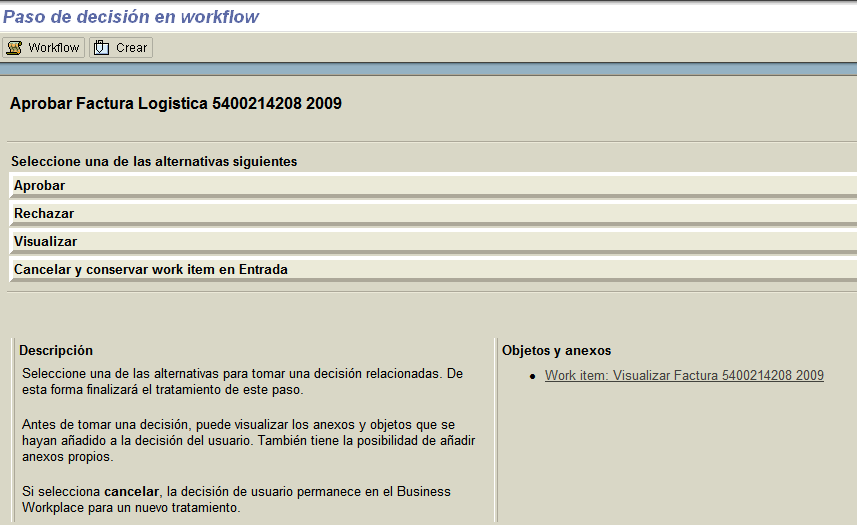 Paso de decisión en workflow
Workflow Crear
Aprobar Factura Logistica 5400214208 2009
Seleccione una de las alternativas siguientes
Aprobar
Rechazar
Visualizar
Cancelar y conservar work item en Entrada
Descripción
Seleccione una de las alternativas para tomar una decisión relacionadas. De
esta forma finalizará el tratamiento de este paso.
Antes de tomar una decisión, puede visualizar los anexos y objetos que se
hayan añadido a la decisión del usuario. También tiene la posibilidad de añadir
anexos propios.
Si selecciona cancelar, la decisión de usuario permanece en el Business
Workplace para un nuevo tratamiento.
Objetos y anexos
Work item: Visualizar Factura 5400214208 2009